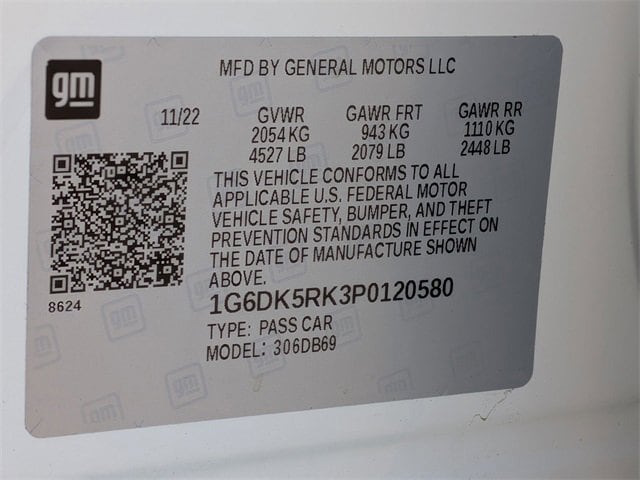 gm
MFD BY GENERAL MOTORS LLC
11/22 GVWR GAWR FRT GAWR RR
2054 KG 943 KG 1110 KG
4527 LB 2079 LB 2448 LB
THIS VEHICLE CONFORMS TO ALL
APPLICABLE U.S. FEDERAL MOTOR
VEHICLE SAFETY, BUMPER, AND THEFT
PREVENTION STANDARDS IN EFFECT ON
THE DATE OF MANUFACTURE SHOWN
ABOVE.
8624
1G6DK5RK3P0120580
TYPE: PASS CAR
MODEL: 306DB69